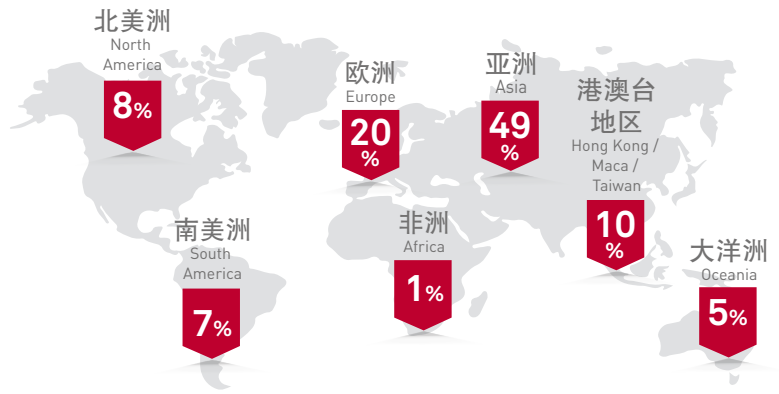 北美洲
North
America
8%
欧洲
Europe
20
%
亚洲
Asia
49
%
港澳台
地区
Hong Kong /
Maca /
Taiwan
10
%
南美洲
South
America
7%
非洲
Africa
1%
大洋洲
Oceania
5%